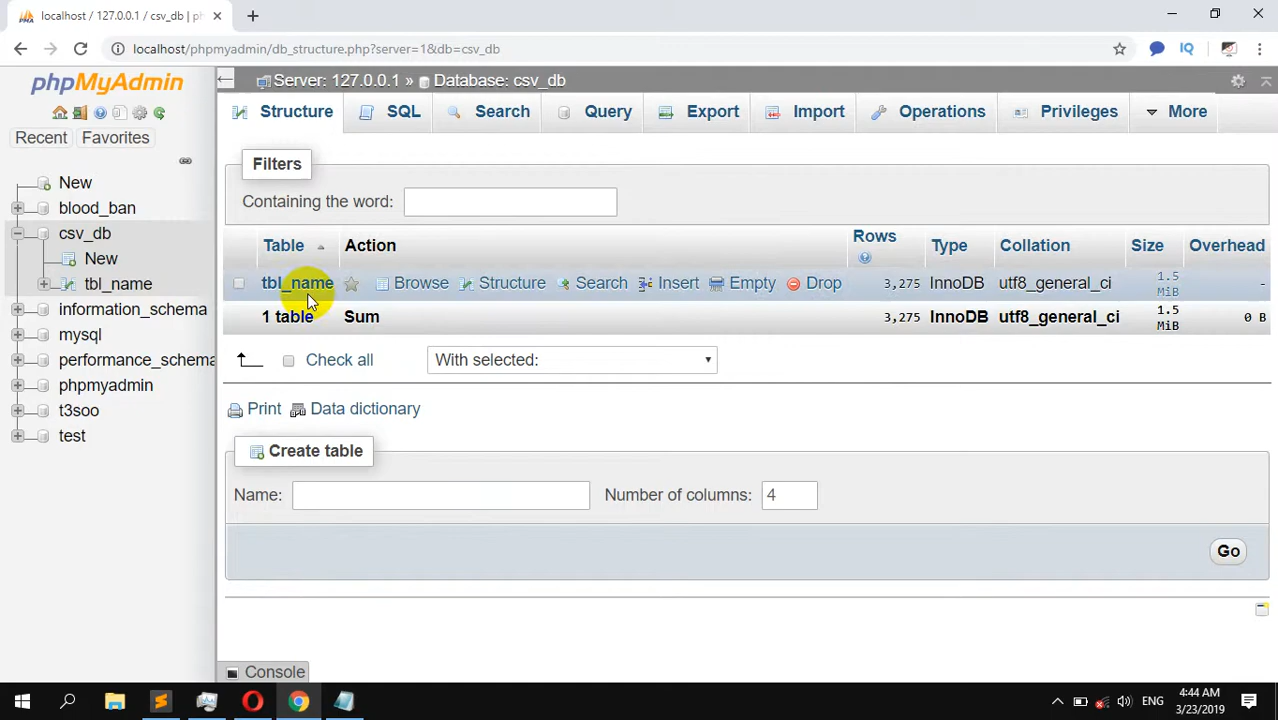 localhost / 127.0.0.1 / csv_db | p
localhost/phpmyadmin/db_structure.php?server=1&db=csv_db
phpMyAdmin
Recent Favorites
New
blood_ban
csv_db
New
tbl_name
information_schema
mysql
performance_schema
phpmyadmin
t3soo
test
Server: 127.0.0.1 » Database: csv_db
Structure SQL Search Query Export Import Operations Privileges More
Filters
Containing the word:
Table Action Rows Type Collation Size Overhead
tbl_name Browse Structure Search Insert Empty Drop 3,275 InnoDB utf8_general_ci 1.5 MiB -
1 table Sum 3,275 InnoDB utf8_general_ci 1.5 MiB 0 B
Check all With selected:
Print Data dictionary
Create table
Name: Number of columns: 4
Go
Console
ENG 4:44 AM
3/23/2019